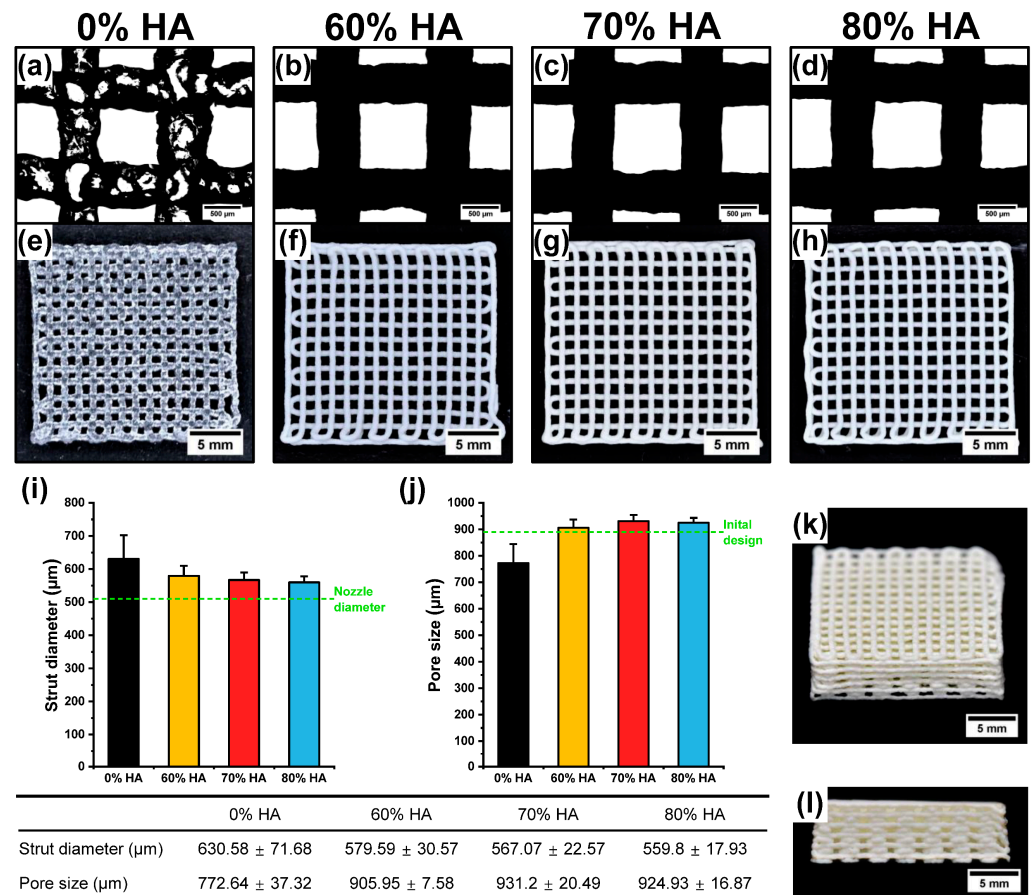 0% HA 60% HA 70% HA 80% HA
(a) (b) (c) (d)
500 µm 500 µm 500 µm 500 µm
(e) (f) (g) (h)
5 mm 5 mm 5 mm 5 mm
(i)
800
700
600
500
400
300
200
100
0
Strut diameter (µm)
Nozzle
diameter
0% HA 60% HA 70% HA 80% HA
(j)
1000
900
800
700
600
500
400
300
200
100
0
Pore size (µm)
Inital
design
0% HA 60% HA 70% HA 80% HA
(k)
5 mm
(l)
5 mm
0% HA 60% HA 70% HA 80% HA
Strut diameter (µm) 630.58 ± 71.68 579.59 ± 30.57 567.07 ± 22.57 559.8 ± 17.93
Pore size (µm) 772.64 ± 37.32 905.95 ± 7.58 931.2 ± 20.49 924.93 ± 16.87